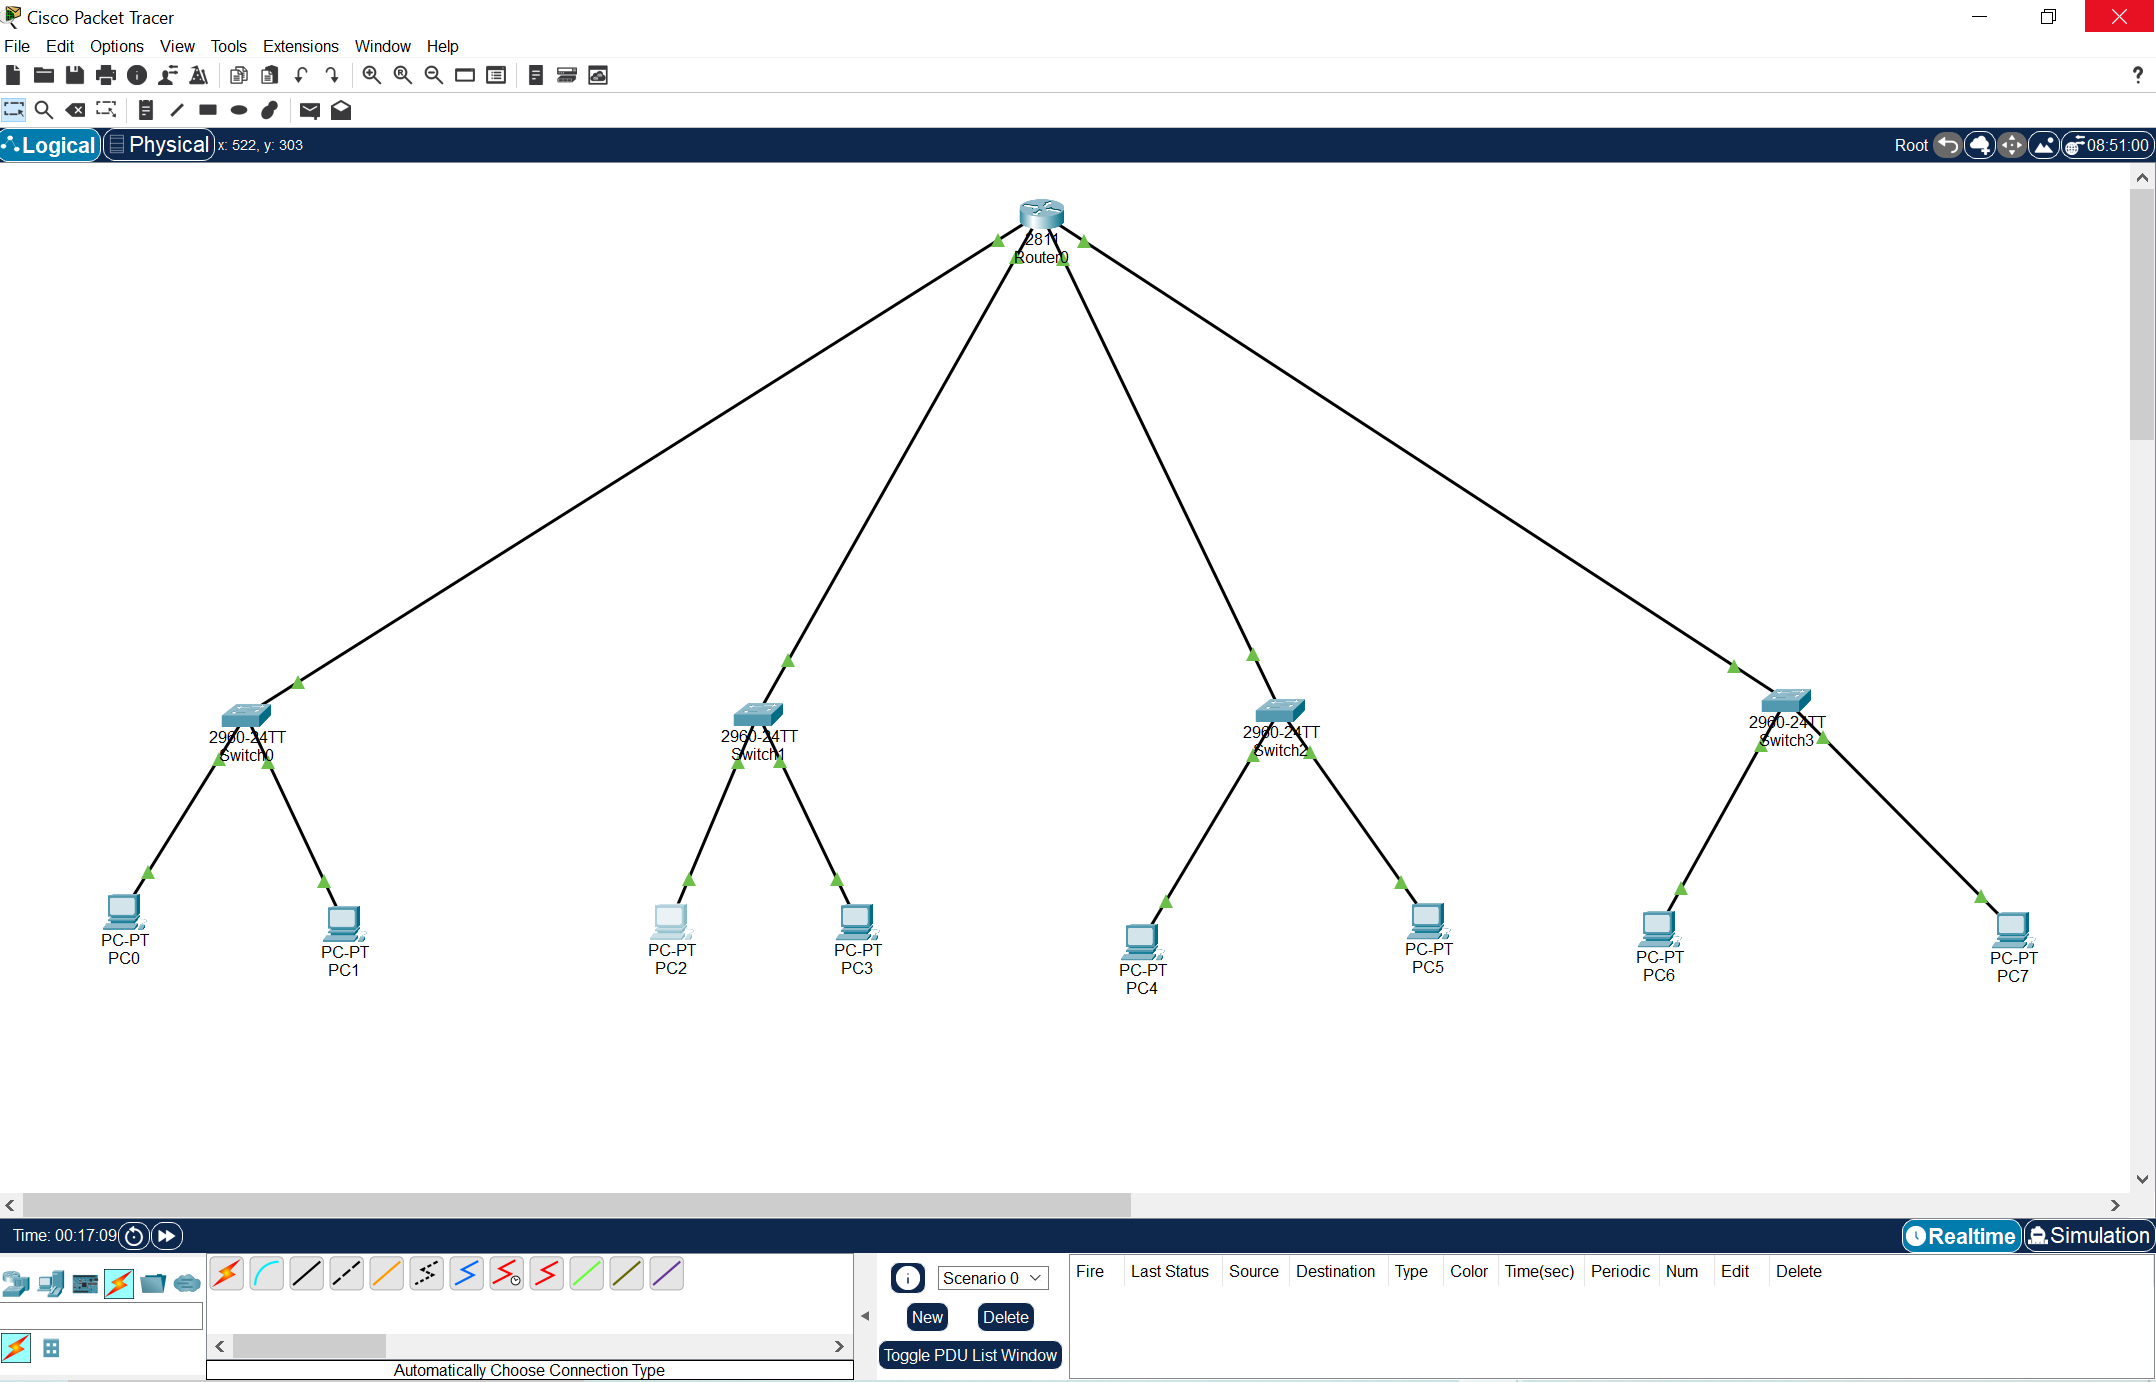 Cisco Packet Tracer
File Edit Options View Tools Extensions Window Help
?
Logical Physical x: 522, y: 303 Root 08:51:00
2811
Router0
2960-24TT
Switch0
2960-24TT
Switch1
2960-24TT
Switch2
2960-24TT
Switch3
PC-PT
PC0
PC-PT
PC1
PC-PT
PC2
PC-PT
PC3
PC-PT
PC4
PC-PT
PC5
PC-PT
PC6
PC-PT
PC7
Time: 00:17:09 Realtime Simulation
Scenario 0
New Delete
Toggle PDU List Window
Fire Last Status Source Destination Type Color Time(sec) Periodic Num Edit Delete
Automatically Choose Connection Type